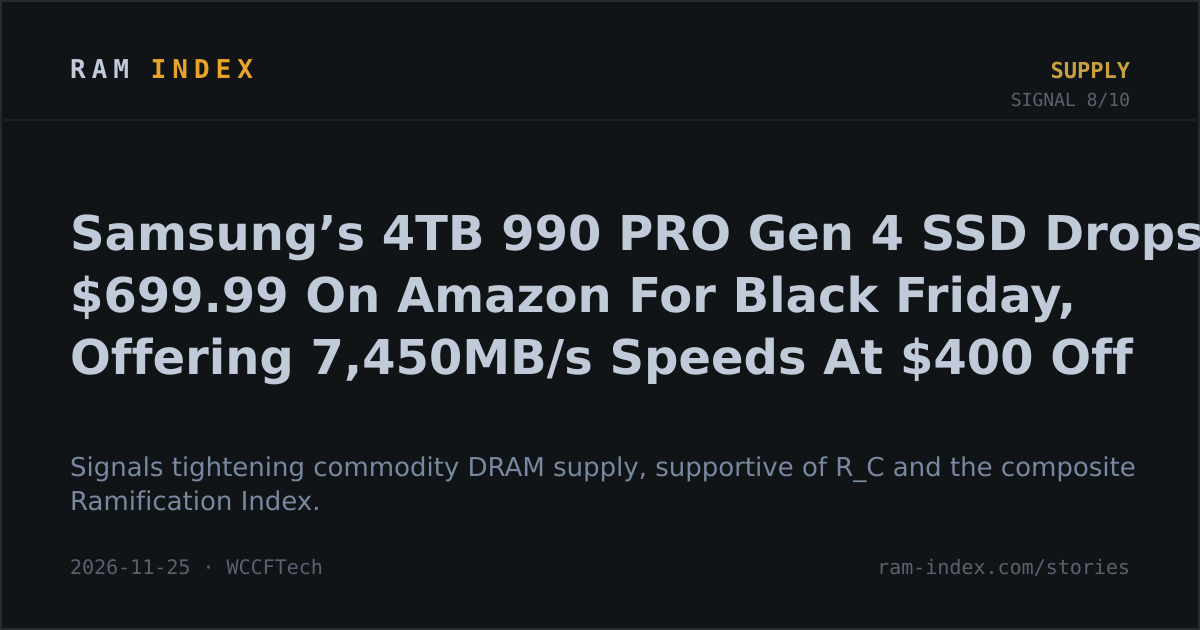 RAM INDEX
SUPPLY
SIGNAL 8/10
Samsung’s 4TB 990 PRO Gen 4 SSD Drops
$699.99 On Amazon For Black Friday,
Offering 7,450MB/s Speeds At $400 Off
Signals tightening commodity DRAM supply, supportive of R_C and the composite
Ramification Index.
2026-11-25 · WCCFTech
ram-index.com/stories